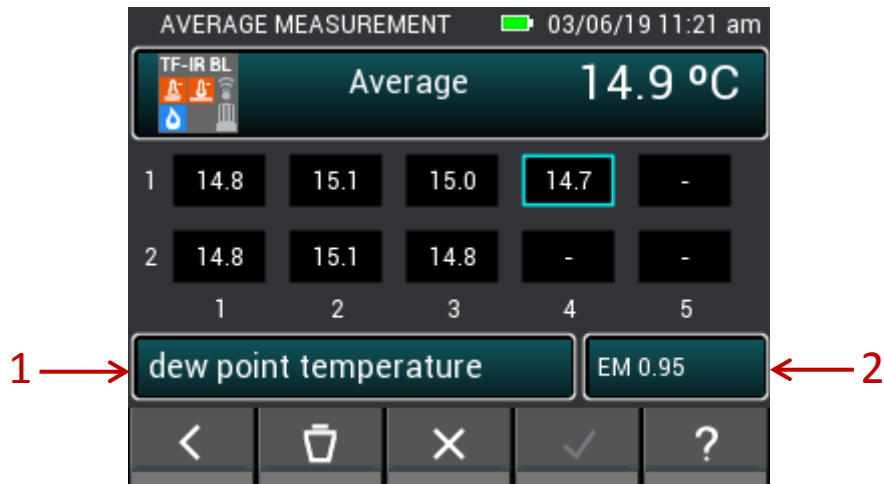 AVERAGE MEASUREMENT 03/06/19 11:21 am
TF-IR BL
Average 14.9 ºC
1 14.8 15.1 15.0 14.7 -
2 14.8 15.1 14.8 - -
1 2 3 4 5
1 dew point temperature EM 0.95 2
?